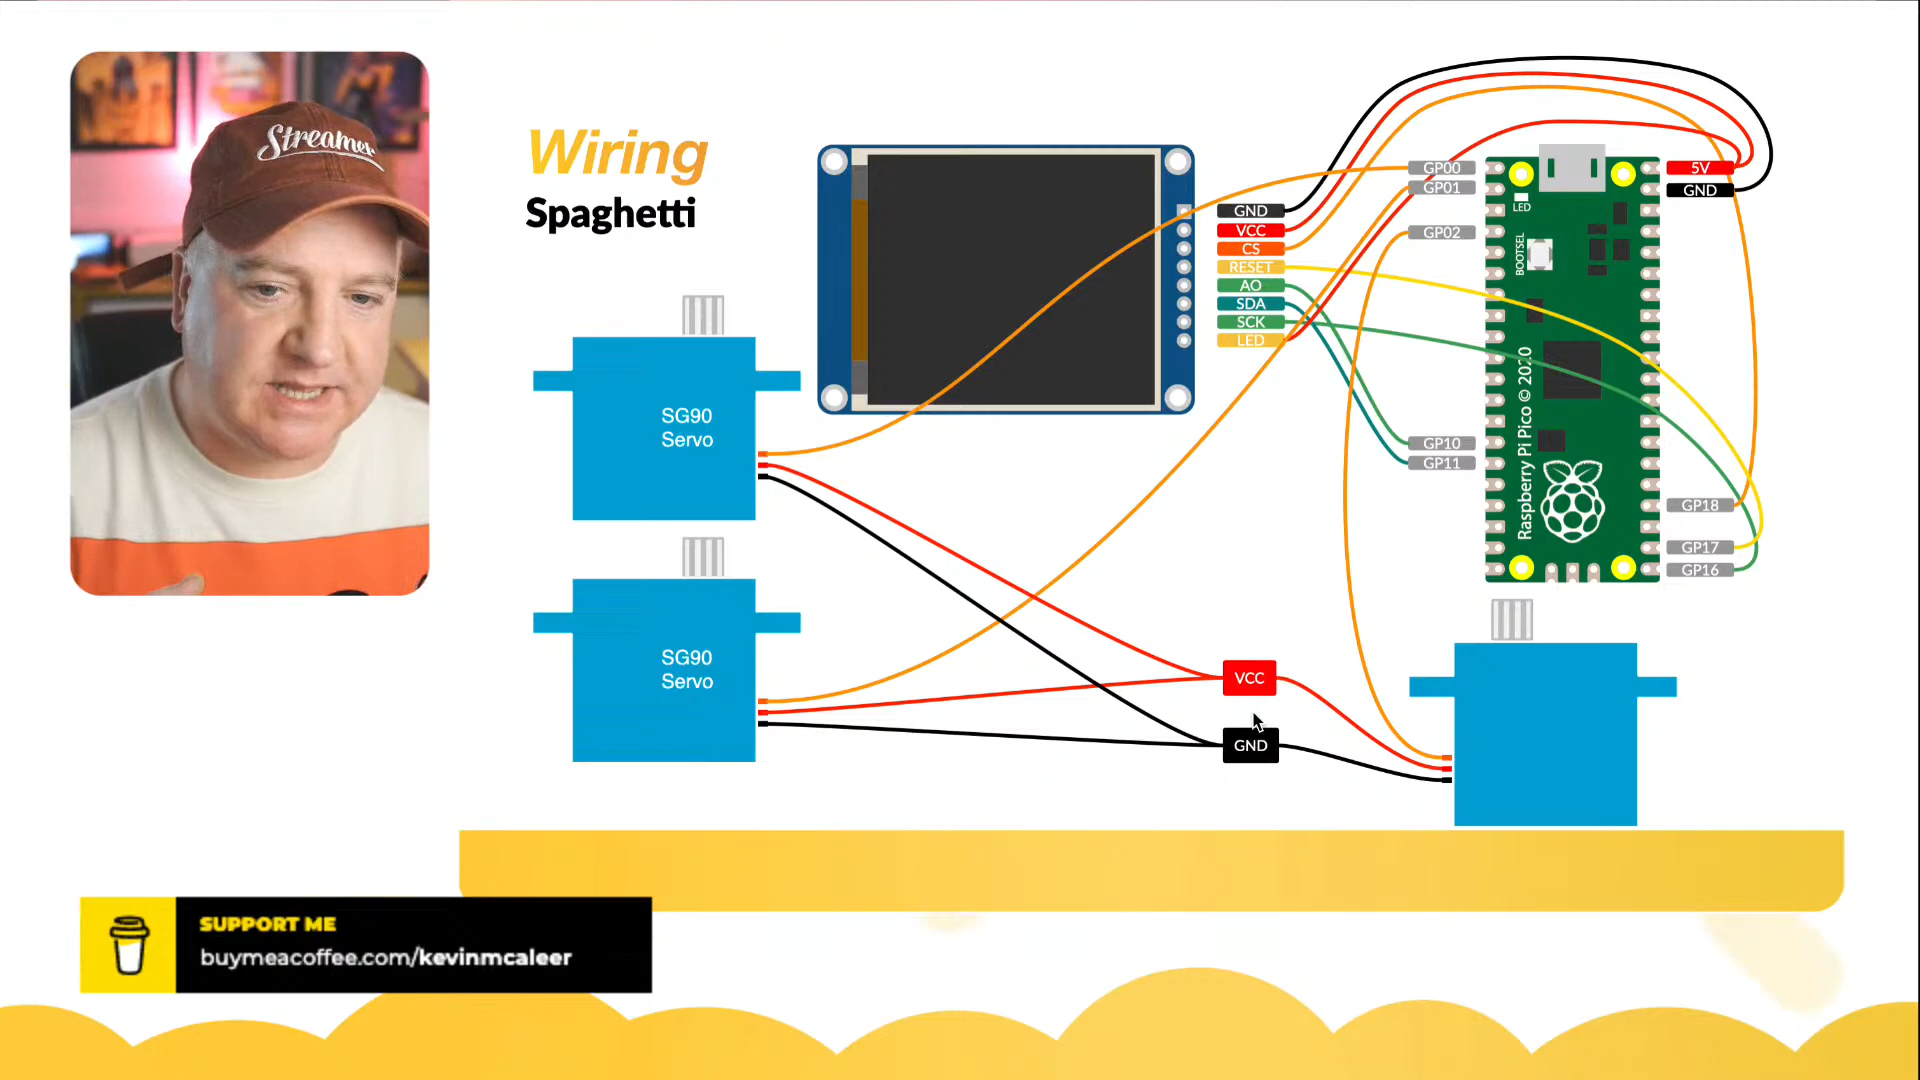 Streamer
Wiring
Spaghetti
GP00
GP01
GP02
GP10
GP11
GND
VCC
CS
RESET
AO
SDA
SCK
LED
LED
BOOTSEL
Raspberry Pi Pico © 2020
5V
GND
GP18
GP17
GP16
SG90
Servo
SG90
Servo
VCC
GND
SUPPORT ME
buymeacoffee.com/kevinmcaleer